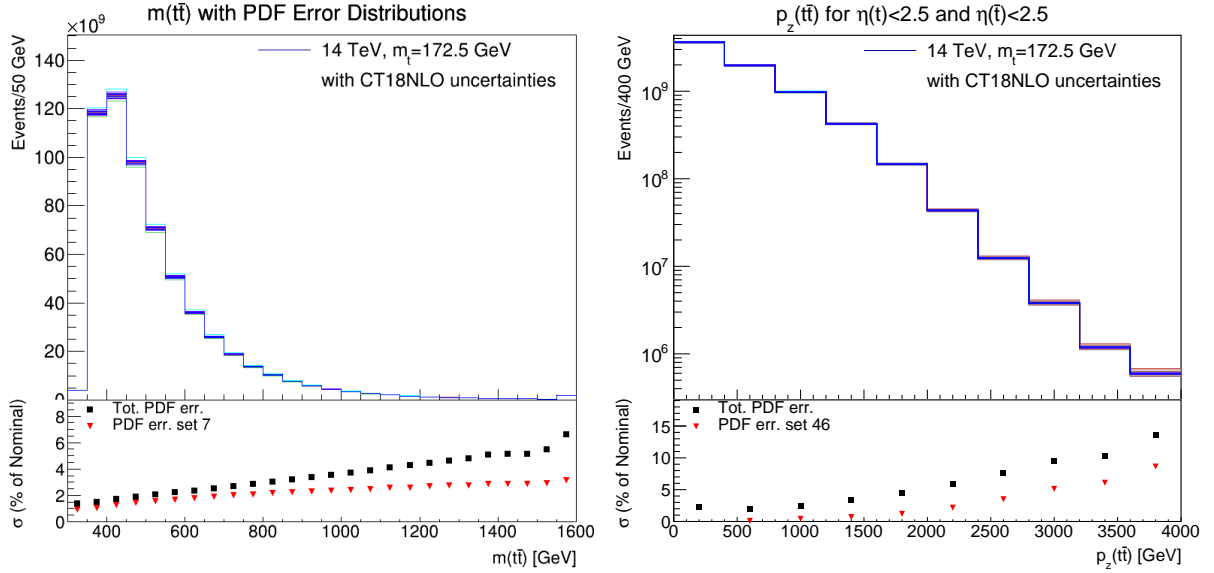 m(tt̄) with PDF Error Distributions
×10⁹
140
120
100
80
60
40
20
0
Events/50 GeV
14 TeV, mₜ=172.5 GeV
with CT18NLO uncertainties
Tot. PDF err.
PDF err. set 7
8
6
4
2
0
σ (% of Nominal)
400 600 800 1000 1200 1400 1600
m(tt̄) [GeV]
p_z(tt̄) for η(t)<2.5 and η(t̄)<2.5
10⁹
10⁸
10⁷
10⁶
Events/400 GeV
14 TeV, mₜ=172.5 GeV
with CT18NLO uncertainties
Tot. PDF err.
PDF err. set 46
15
10
5
0
σ (% of Nominal)
0 500 1000 1500 2000 2500 3000 3500 4000
p_z(tt̄) [GeV]